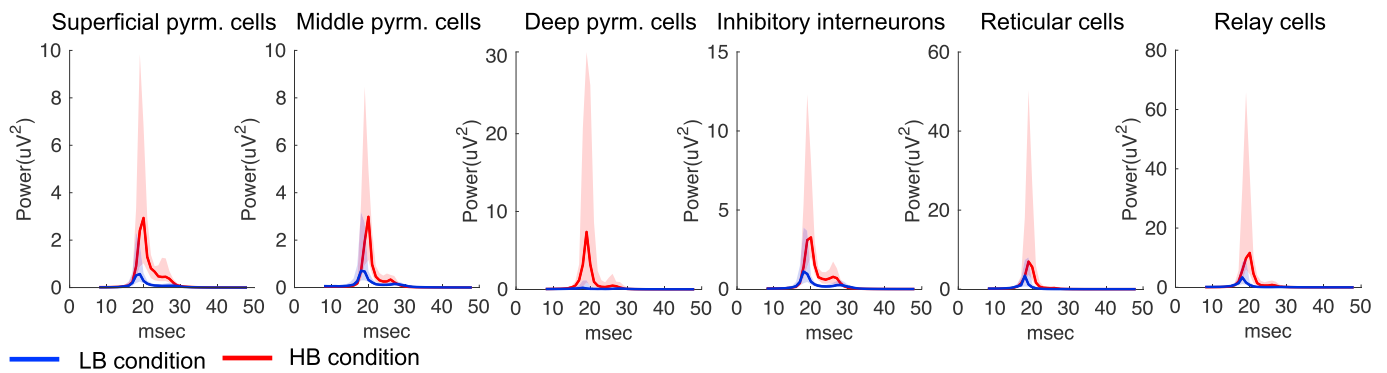 Superficial pyrm. cells
Middle pyrm. cells
Deep pyrm. cells
Inhibitory interneurons
Reticular cells
Relay cells
Power(uV²)
10
8
6
4
2
0
0 10 20 30 40 50
msec
Power(uV²)
10
8
6
4
2
0
0 10 20 30 40 50
msec
Power(uV²)
30
20
10
0
0 10 20 30 40 50
msec
Power(uV²)
15
10
5
0
0 10 20 30 40 50
msec
Power(uV²)
60
40
20
0
0 10 20 30 40 50
msec
Power(uV²)
80
60
40
20
0
0 10 20 30 40 50
msec
LB condition
HB condition